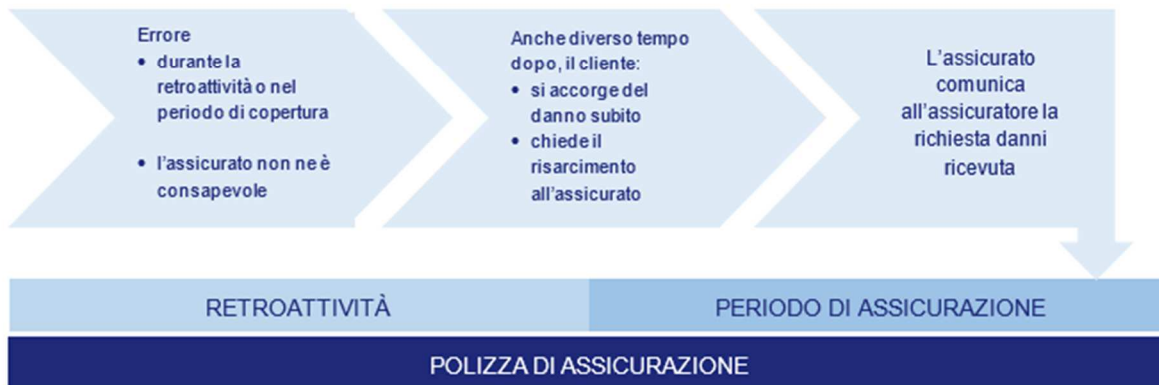 Errore
• durante la
retroattività o nel
periodo di copertura
• l'assicurato non ne è
consapevole
Anche diverso tempo
dopo, il cliente:
• si accorge del
danno subito
• chiede il
risarcimento
all'assicurato
L'assicurato
comunica
all'assicuratore la
richiesta danni
ricevuta
RETROATTIVITÀ
PERIODO DI ASSICURAZIONE
POLIZZA DI ASSICURAZIONE